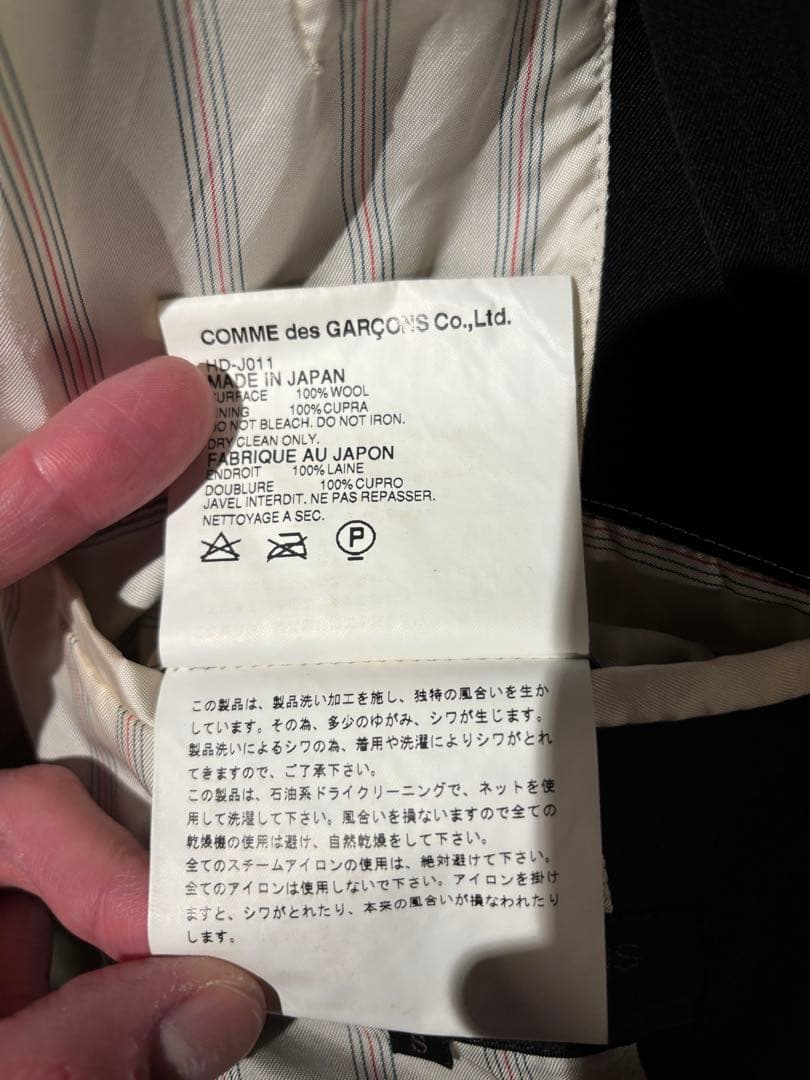 COMME des GARÇONS Co.,Ltd.
HD-J011
MADE IN JAPAN
SURFACE 100% WOOL
LINING 100% CUPRA
DO NOT BLEACH. DO NOT IRON.
DRY CLEAN ONLY.
FABRIQUE AU JAPON
ENDROIT 100% LAINE
DOUBLURE 100% CUPRO
JAVEL INTERDIT. NE PAS REPASSER.
NETTOYAGE A SEC.
P
この製品は、製品洗い加工を施し、独特の風合いを生か
しています。その為、多少のゆがみ、シワが生じます。
製品洗いによるシワの為、着用や洗濯によりシワがとれ
てきますので、ご了承下さい。
この製品は、石油系ドライクリーニングで、ネットを使
用して洗濯して下さい。風合いを損ないますので全ての
乾燥機の使用は避け、自然乾燥をして下さい。
全てのスチームアイロンの使用は、絶対避けて下さい。
全てのアイロンは使用しないで下さい。アイロンを掛け
ますと、シワがとれたり、本来の風合いが損なわれたり
します。
S